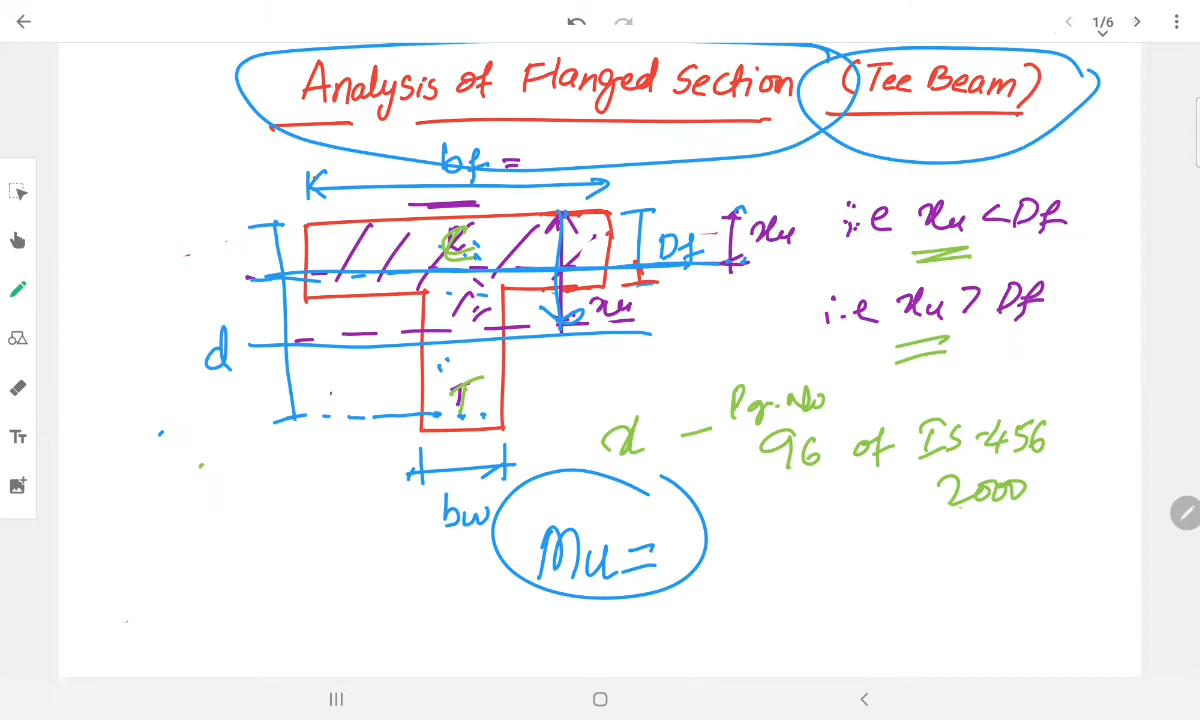 1/6
Analysis of Flanged Section (Tee Beam)
bf =
C
Df
xu
i.e xu < Df
xu
i.e xu > Df
d
T
Pg. No
x - 96 of IS-456
2000
bw
Mu =
Tт